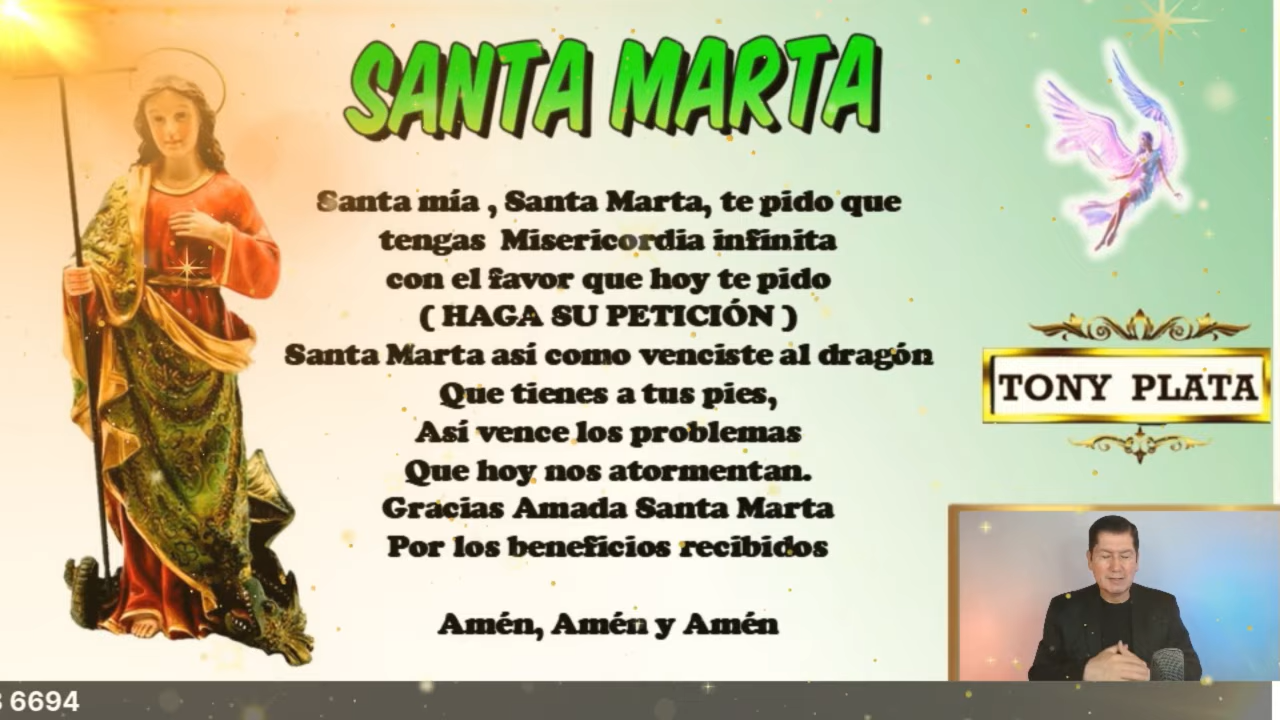 SANTA MARTA
Santa mía , Santa Marta, te pido que
tengas Misericordia infinita
con el favor que hoy te pido
( HAGA SU PETICIÓN )
Santa Marta así como venciste al dragón
Que tienes a tus pies,
Así vence los problemas
Que hoy nos atormentan.
Gracias Amada Santa Marta
Por los beneficios recibidos
Amén, Amén y Amén
TONY PLATA
6694